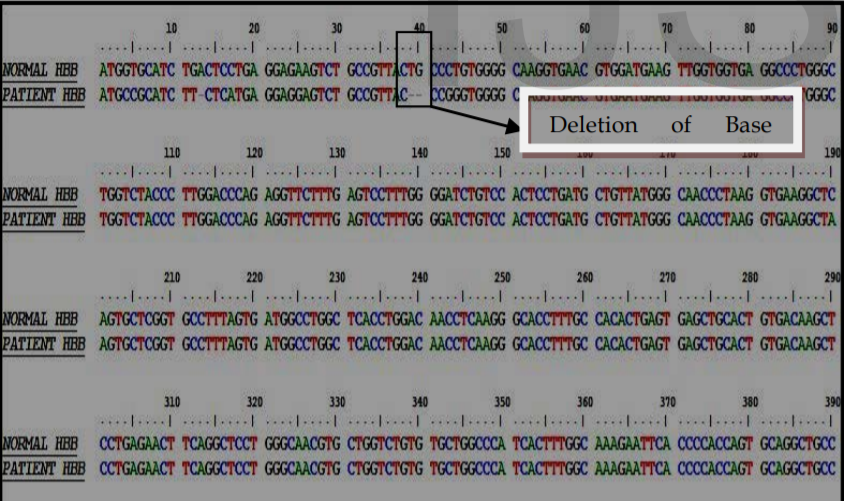 10 20 30 40 50 60 70 80 90
NORMAL HBB ATGGTGCATC TGACTCCTGA GGAGAAGTCT GCCGTTACTG CCCTGTGGGG CAAGGTGAAC GTGGATGAAG TTGGTGGTGA GGCCCTGGGC
PATIENT HBB ATGCCGCATC TT-CTCATGA GGAGGAGTCT GCCGTTAC-- CCGGGTGGGG GGGC
Deletion of Base
110 120 130 140 150 170 180 190
NORMAL HBB TGGTCTACCC TTGGACCCAG AGGTTCTTTG AGTCCTTTGG GGATCTGTCC ACTCCTGATG CTGTTATGGG CAACCCTAAG GTGAAGGCTC
PATIENT HBB TGGTCTACCC TTGGACCCAG AGGTTCTTTG AGTCCTTTGG GGATCTGTCC ACTCCTGATG CTGTTATGGG CAACCCTAAG GTGAAGGCTA
210 220 230 240 250 260 270 280 290
NORMAL HBB AGTGCTCGGT GCCTTTAGTG ATGGCCTGGC TCACCTGGAC AACCTCAAGG GCACCTTTGC CACACTGAGT GAGCTGCACT GTGACAAGCT
PATIENT HBB AGTGCTCGGT GCCTTTAGTG ATGGCCTGGC TCACCTGGAC AACCTCAAGG GCACCTTTGC CACACTGAGT GAGCTGCACT GTGACAAGCT
310 320 330 340 350 360 370 380 390
NORMAL HBB CCTGAGAACT TCAGGCTCCT GGGCAACGTG CTGGTCTGTG TGCTGGCCCA TCACTTTGGC AAAGAATTCA CCCCACCAGT GCAGGCTGCC
PATIENT HBB CCTGAGAACT TCAGGCTCCT GGGCAACGTG CTGGTCTGTG TGCTGGCCCA TCACTTTGGC AAAGAATTCA CCCCACCAGT GCAGGCTGCC